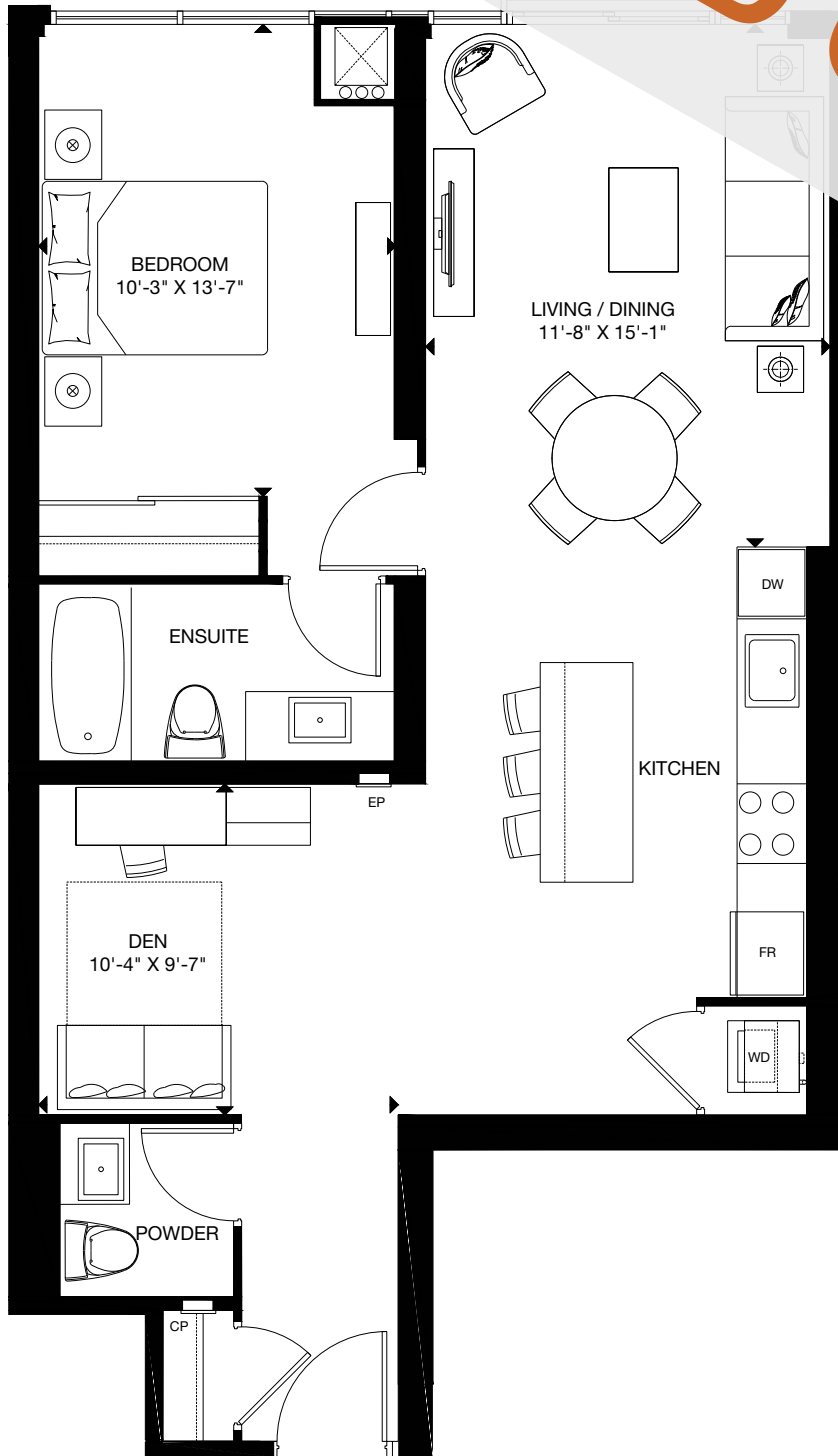 BEDROOM
10'-3" X 13'-7"
LIVING / DINING
11'-8" X 15'-1"
DW
ENSUITE
KITCHEN
EP
DEN
10'-4" X 9'-7"
FR
WD
POWDER
CP